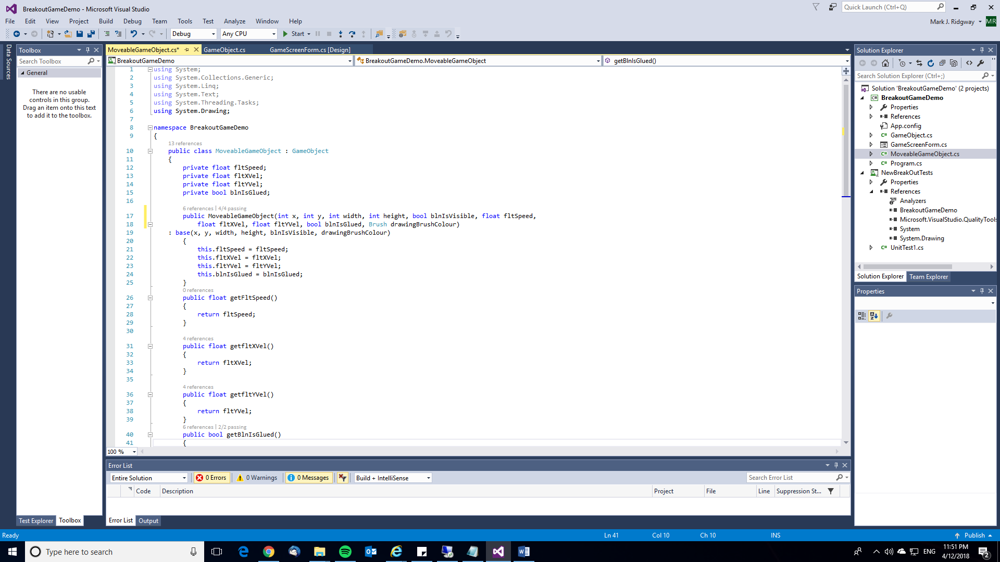 BreakoutGameDemo - Microsoft Visual Studio
Quick Launch (Ctrl+Q)
File Edit View Project Build Debug Team Tools Test Analyze Window Help
Mark J. Ridgway MR
Debug Any CPU Start
Data Sources
Toolbox
Search Toolbox
General
There are no usable
controls in this group.
Drag an item onto this text
to add it to the toolbox.
Test Explorer Toolbox
MoveableGameObject.cs* GameObject.cs GameScreenForm.cs [Design]
BreakoutGameDemo BreakoutGameDemo.MoveableGameObject getBlnIsGlued()
1 using System;
2 using System.Collections.Generic;
3 using System.Linq;
4 using System.Text;
5 using System.Threading.Tasks;
6 using System.Drawing;
7
8 namespace BreakoutGameDemo
9 {
13 references
10 public class MoveableGameObject : GameObject
11 {
12 private float fltSpeed;
13 private float fltXVel;
14 private float fltYVel;
15 private bool blnIsGlued;
16
6 references | 4/4 passing
17 public MoveableGameObject(int x, int y, int width, int height, bool blnIsVisible, float fltSpeed,
18 float fltXVel, float fltYVel, bool blnIsGlued, Brush drawingBrushColour)
19 : base(x, y, width, height, blnIsVisible, drawingBrushColour)
20 {
21 this.fltSpeed = fltSpeed;
22 this.fltXVel = fltXVel;
23 this.fltYVel = fltYVel;
24 this.blnIsGlued = blnIsGlued;
25 }
0 references
26 public float getFltSpeed()
27 {
28 return fltSpeed;
29 }
30
4 references
31 public float getfltXVel()
32 {
33 return fltXVel;
34 }
35
4 references
36 public float getfltYVel()
37 {
38 return fltYVel;
39 }
6 references | 2/2 passing
40 public bool getBlnIsGlued()
41 {
100 %
Error List
Entire Solution 0 Errors 0 Warnings 0 Messages Build + IntelliSense Search Error List
Code Description Project File Line Suppression St...
Error List Output
Solution Explorer
Search Solution Explorer (Ctrl+;)
Solution 'BreakoutGameDemo' (2 projects)
BreakoutGameDemo
Properties
References
App.config
GameObject.cs
GameScreenForm.cs
MoveableGameObject.cs
Program.cs
NewBreakOutTests
Properties
References
Analyzers
BreakoutGameDemo
Microsoft.VisualStudio.QualityTools
System
System.Drawing
UnitTest1.cs
Solution Explorer Team Explorer
Properties
Ready Ln 41 Col 10 Ch 10 INS Publish
Type here to search
ENG
11:51 PM
4/12/2018
2